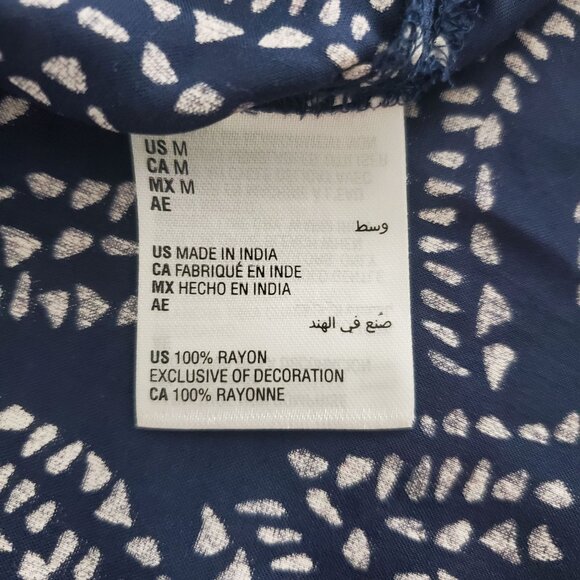 US M
CA M
MX M
AE
وسط
US MADE IN INDIA
CA FABRIQUÉ EN INDE
MX HECHO EN INDIA
AE
صُنع في الهند
US 100% RAYON
EXCLUSIVE OF DECORATION
CA 100% RAYONNE